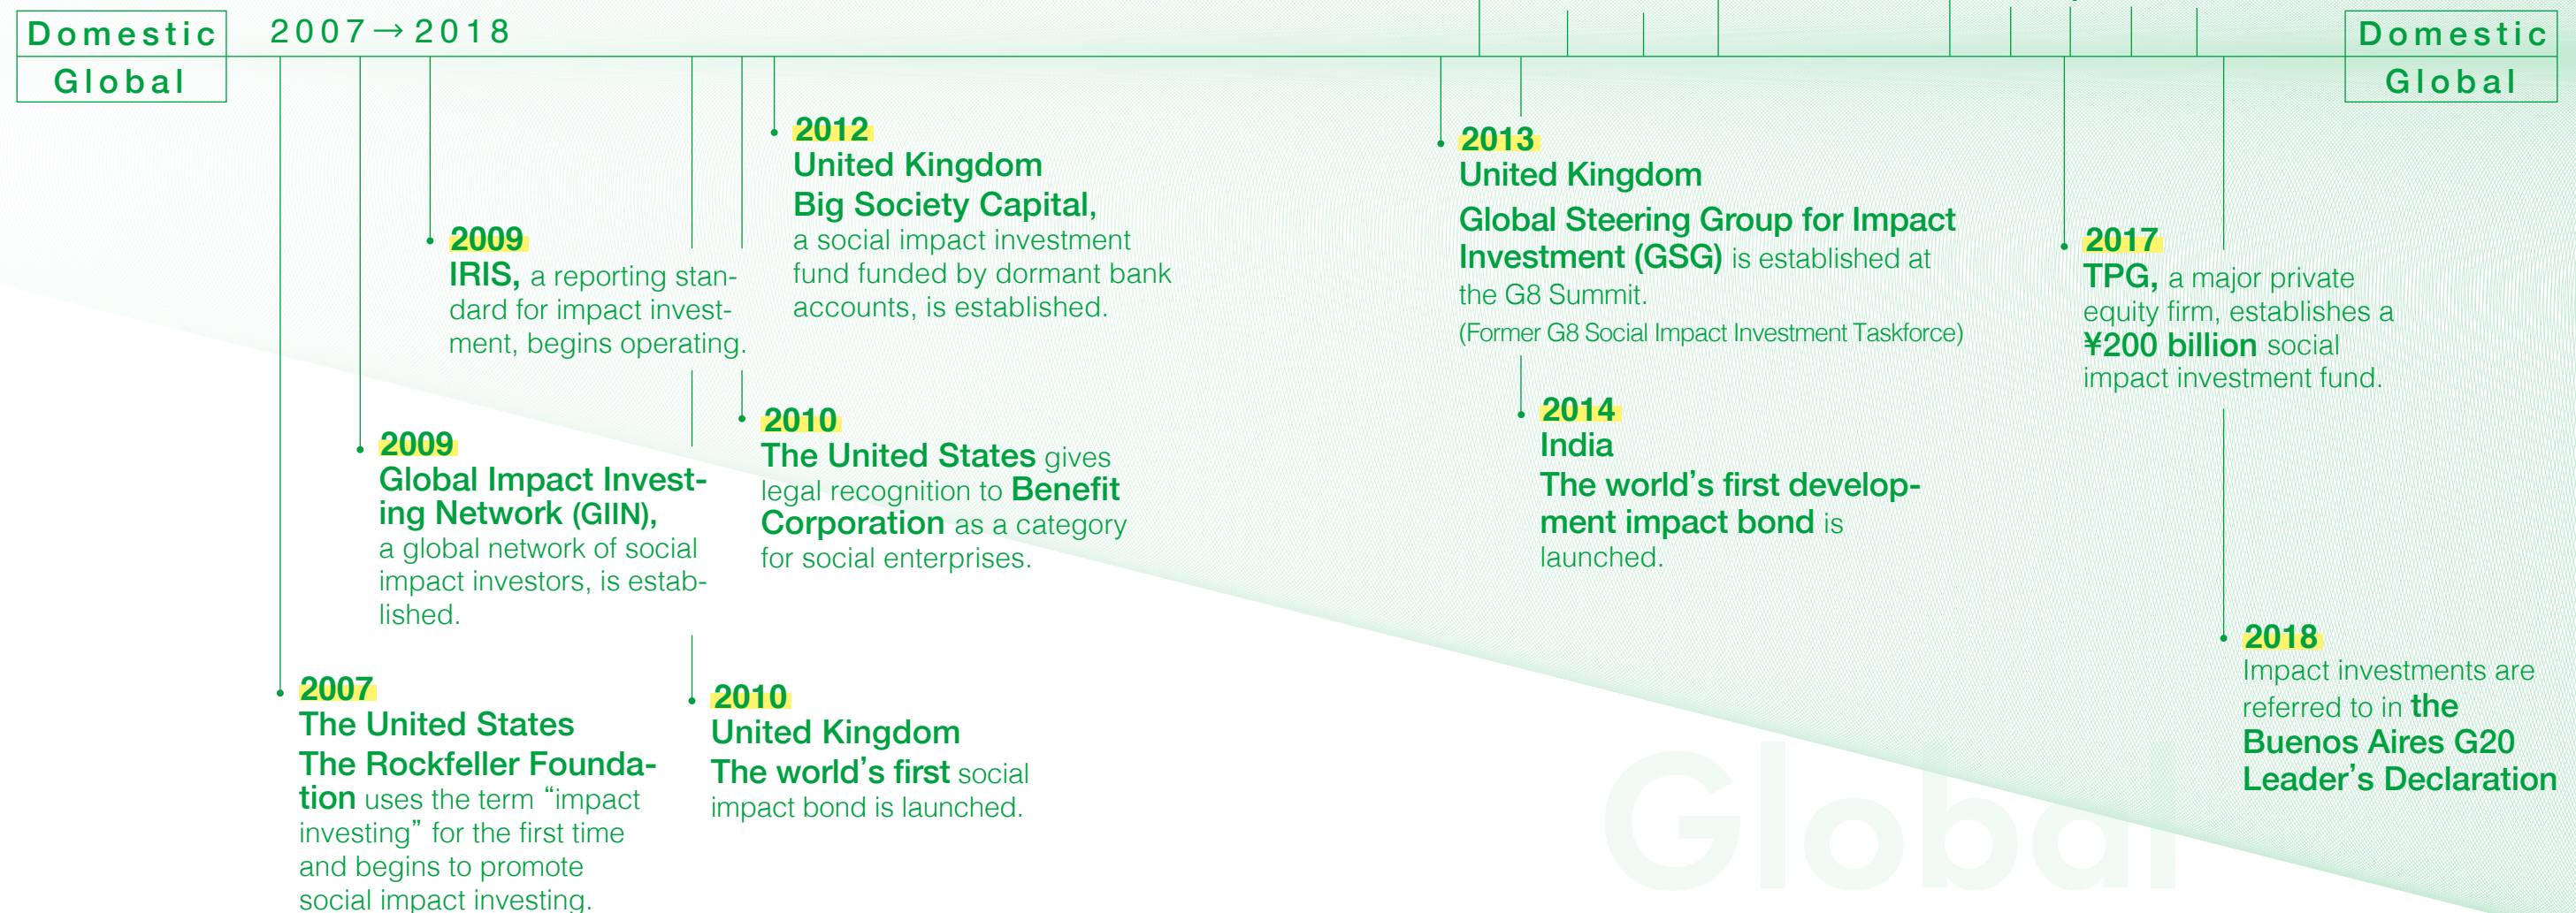 Domestic
Global
2007→2018
Domestic
Global
2012
United Kingdom
Big Society Capital,
a social impact investment
fund funded by dormant bank
accounts, is established.
2009
IRIS, a reporting stan-
dard for impact invest-
ment, begins operating.
2009
Global Impact Invest-
ing Network (GIIN),
a global network of social
impact investors, is estab-
lished.
2010
The United States gives
legal recognition to Benefit
Corporation as a category
for social enterprises.
2007
The United States
The Rockfeller Founda-
tion uses the term “impact
investing” for the first time
and begins to promote
social impact investing.
2010
United Kingdom
The world’s first social
impact bond is launched.
2013
United Kingdom
Global Steering Group for Impact
Investment (GSG) is established at
the G8 Summit.
(Former G8 Social Impact Investment Taskforce)
2014
India
The world’s first develop-
ment impact bond is
launched.
2017
TPG, a major private
equity firm, establishes a
¥200 billion social
impact investment fund.
2018
Impact investments are
referred to in the
Buenos Aires G20
Leader’s Declaration
Global